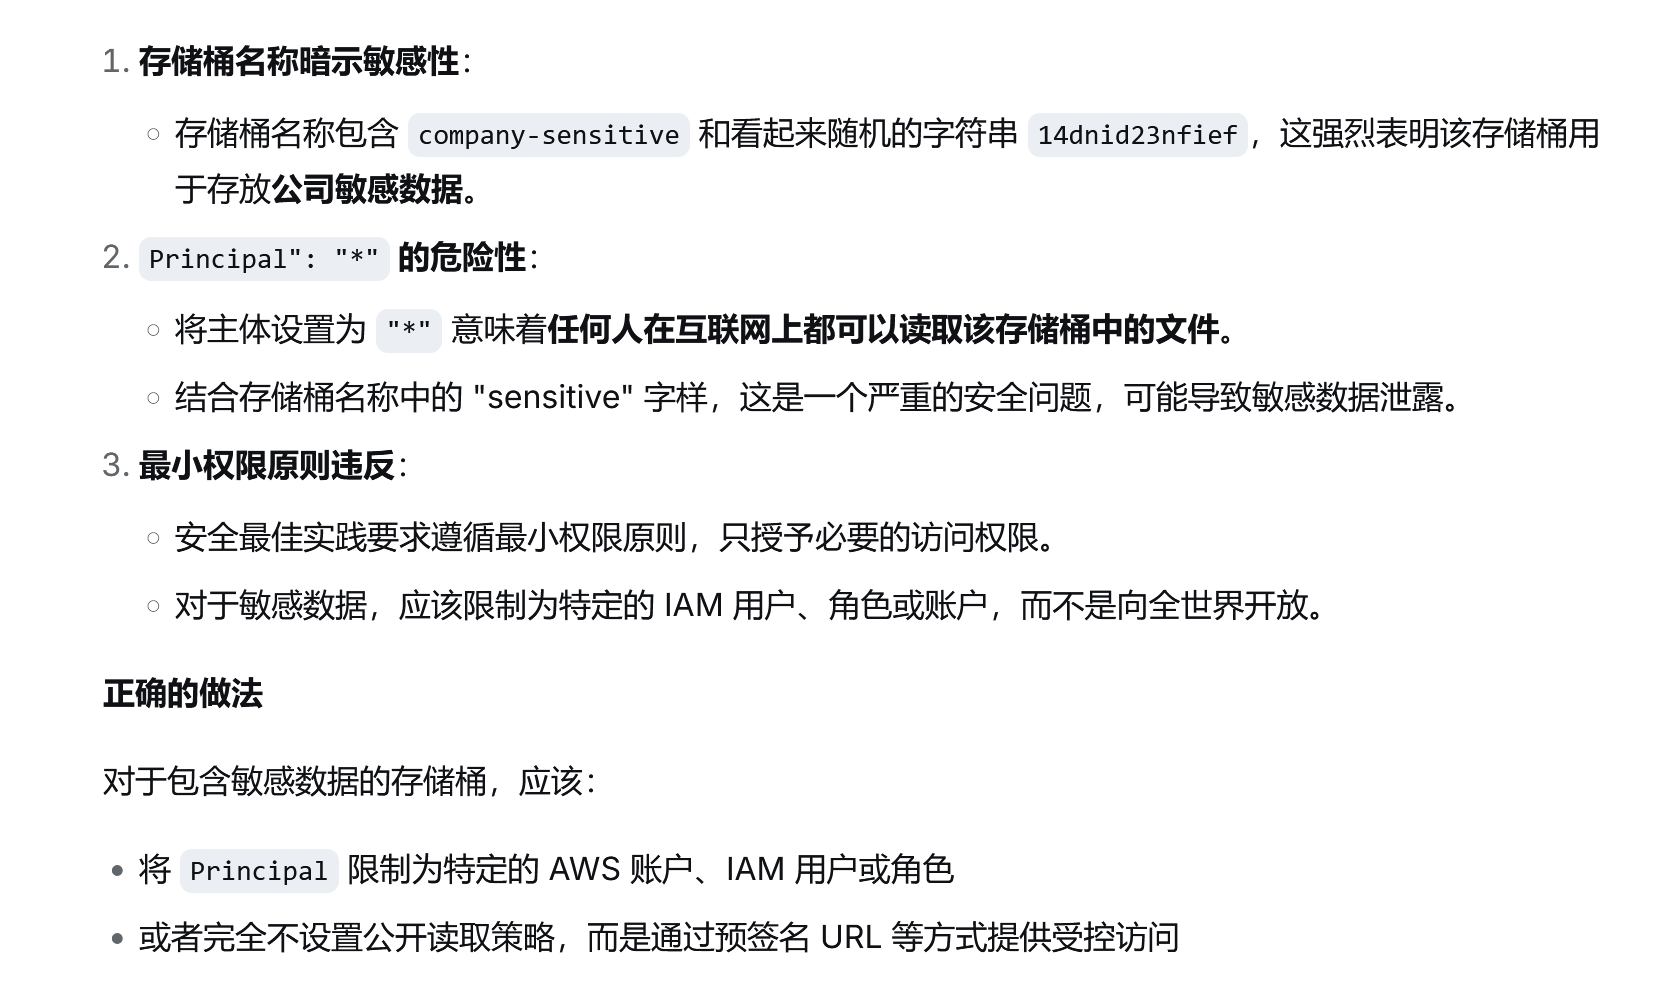 1. 存储桶名称暗示敏感性：
存储桶名称包含 company-sensitive 和看起来随机的字符串 14dnid23nfief，这强烈表明该存储桶用
于存放公司敏感数据。
2. Principal": "*" 的危险性：
将主体设置为 "*" 意味着任何人在互联网上都可以读取该存储桶中的文件。
结合存储桶名称中的 "sensitive" 字样，这是一个严重的安全问题，可能导致敏感数据泄露。
3. 最小权限原则违反：
安全最佳实践要求遵循最小权限原则，只授予必要的访问权限。
对于敏感数据，应该限制为特定的 IAM 用户、角色或账户，而不是向全世界开放。
正确的做法
对于包含敏感数据的存储桶，应该：
将 Principal 限制为特定的 AWS 账户、IAM 用户或角色
或者完全不设置公开读取策略，而是通过预签名 URL 等方式提供受控访问